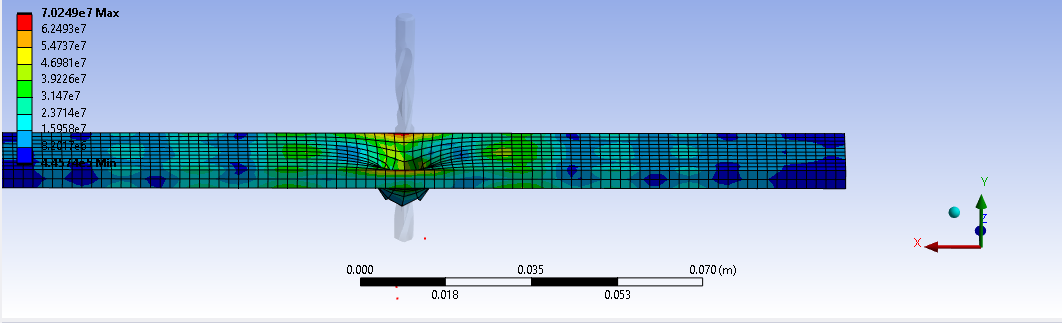 7.0249e7 Max
6.2493e7
5.4737e7
4.6981e7
3.9226e7
3.147e7
2.3714e7
1.5958e7
Min
Y
Z
X
0.000
0.035
0.070 (m)
0.018
0.053